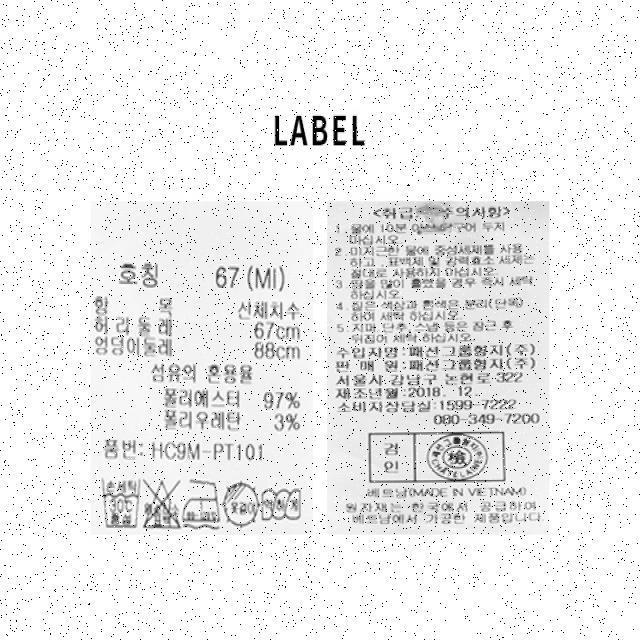 LABEL
호칭 67 (MI)
항 목 신체치수
허 리 둘 레 67cm
엉덩이둘레 88cm
섬유의 혼용율
폴리에스터 97%
폴리우레탄 3%
품번: HC9M-PT101
손세탁
30℃
중성
<취급 주의사항>
1. 물에 10분 이상 담구어 두지
마십시오.
2. 미지근한 물에 중성세제를 사용
하고, 표백제 및 강력효소 세제는
절대로 사용하지 마십시오.
3. 땀을 많이 흘렸을 경우 즉시 세탁
하십시오.
4. 짙은 색상과 흰색은 분리(단독)
하여 세탁 하십시오.
5. 지퍼, 단추, 스냅 등은 잠근 후
뒤집어 세탁 하십시오.
수입자명:패션그룹형지(주)
판 매 원:패션그룹형지(주)
서울시 강남구 논현로 322
제조년월:2018. 12
소비자상담실:1599-7222
080-349-7200
검
인
베트남(MADE IN VIETNAM)
원자재는 한국에서 공급하여
베트남에서 가공한 제품입니다.